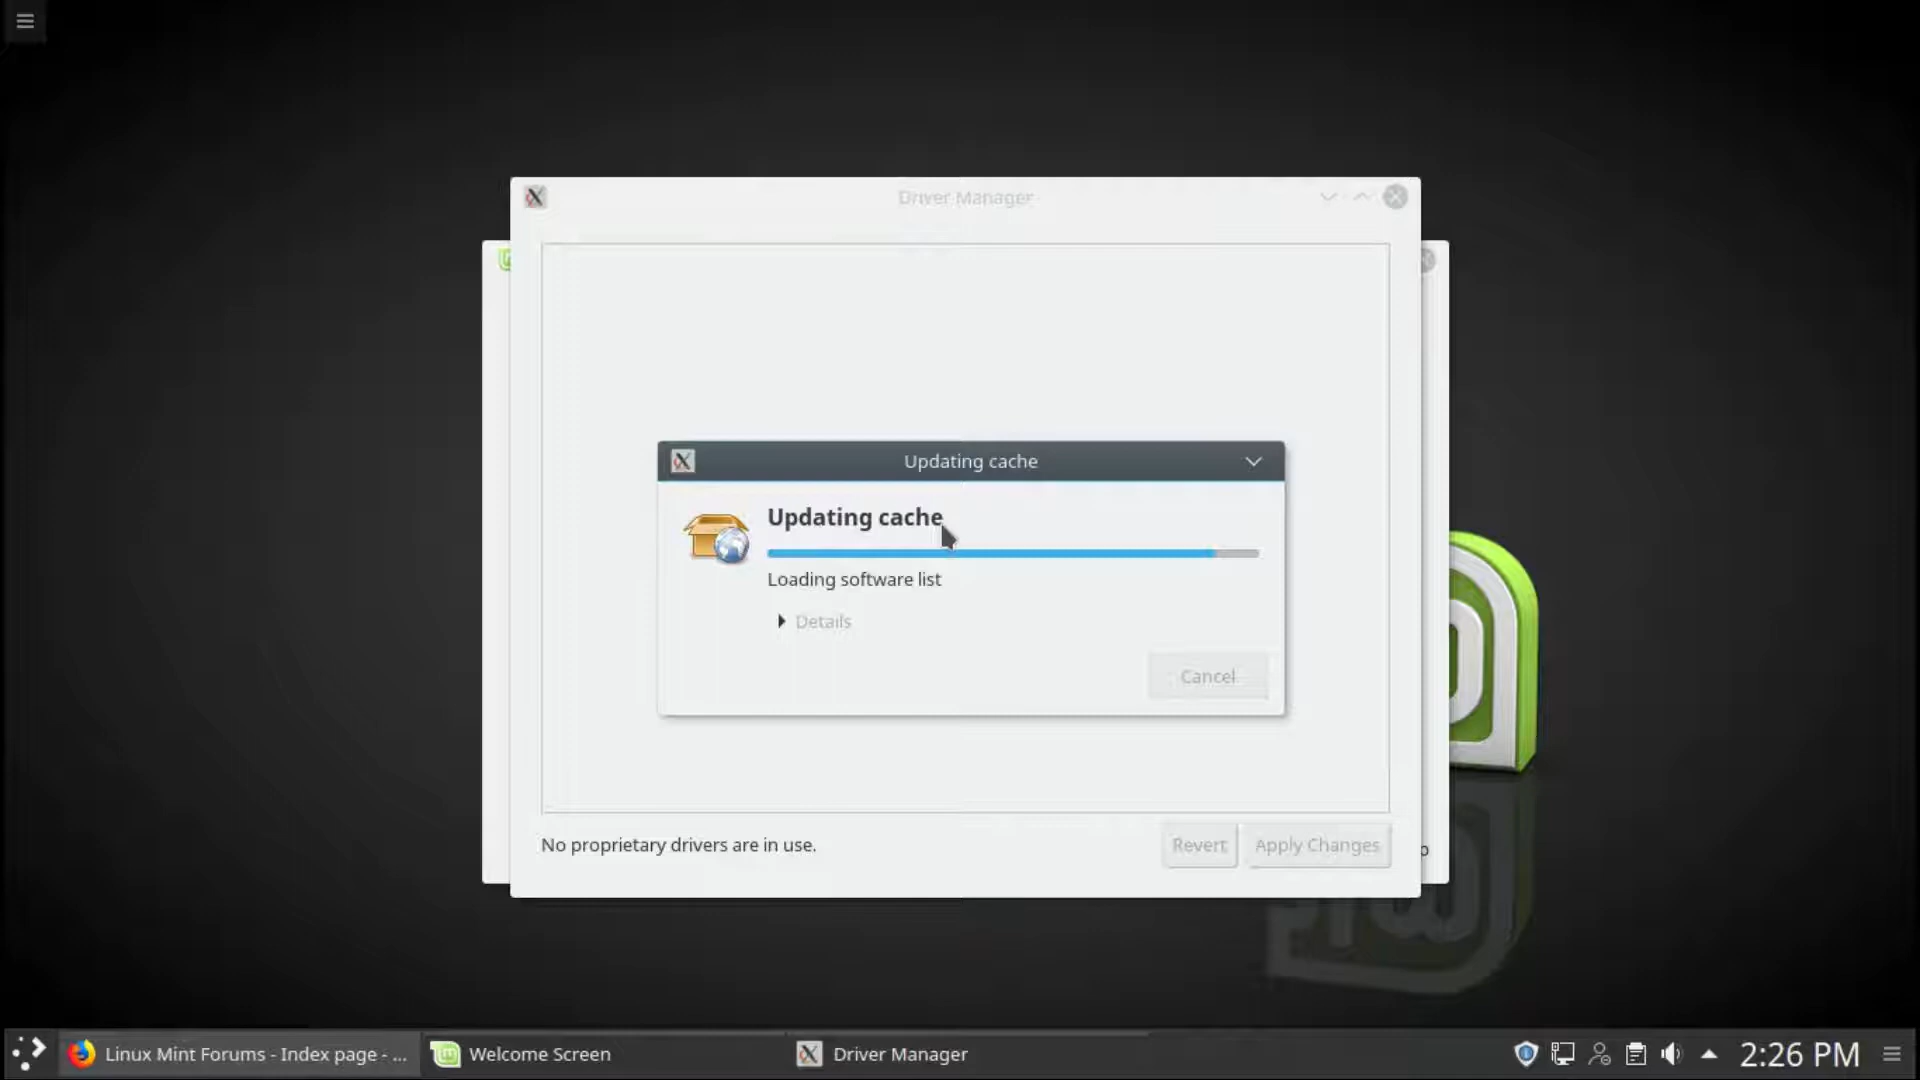 Driver Manager
Updating cache
Updating cache
Loading software list
Details
Cancel
No proprietary drivers are in use.
Revert
Apply Changes
Linux Mint Forums - Index page - ...
Welcome Screen
Driver Manager
2:26 PM